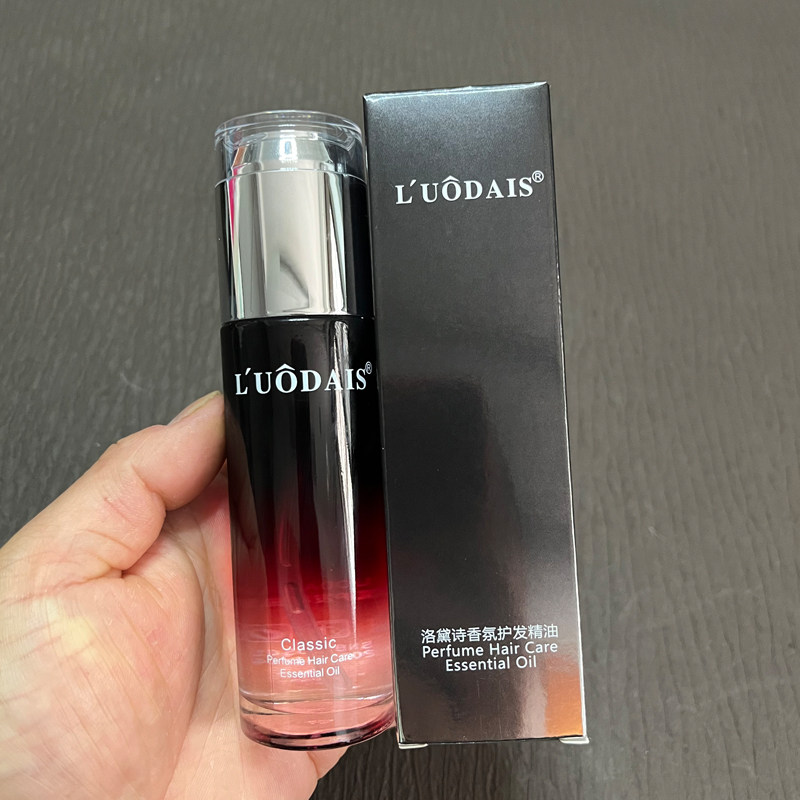 L'UÔDAIS®
Classic
Perfume Hair Care
Essential Oil
L'UÔDAIS®
洛黛诗香氛护发精油
Perfume Hair Care
Essential Oil